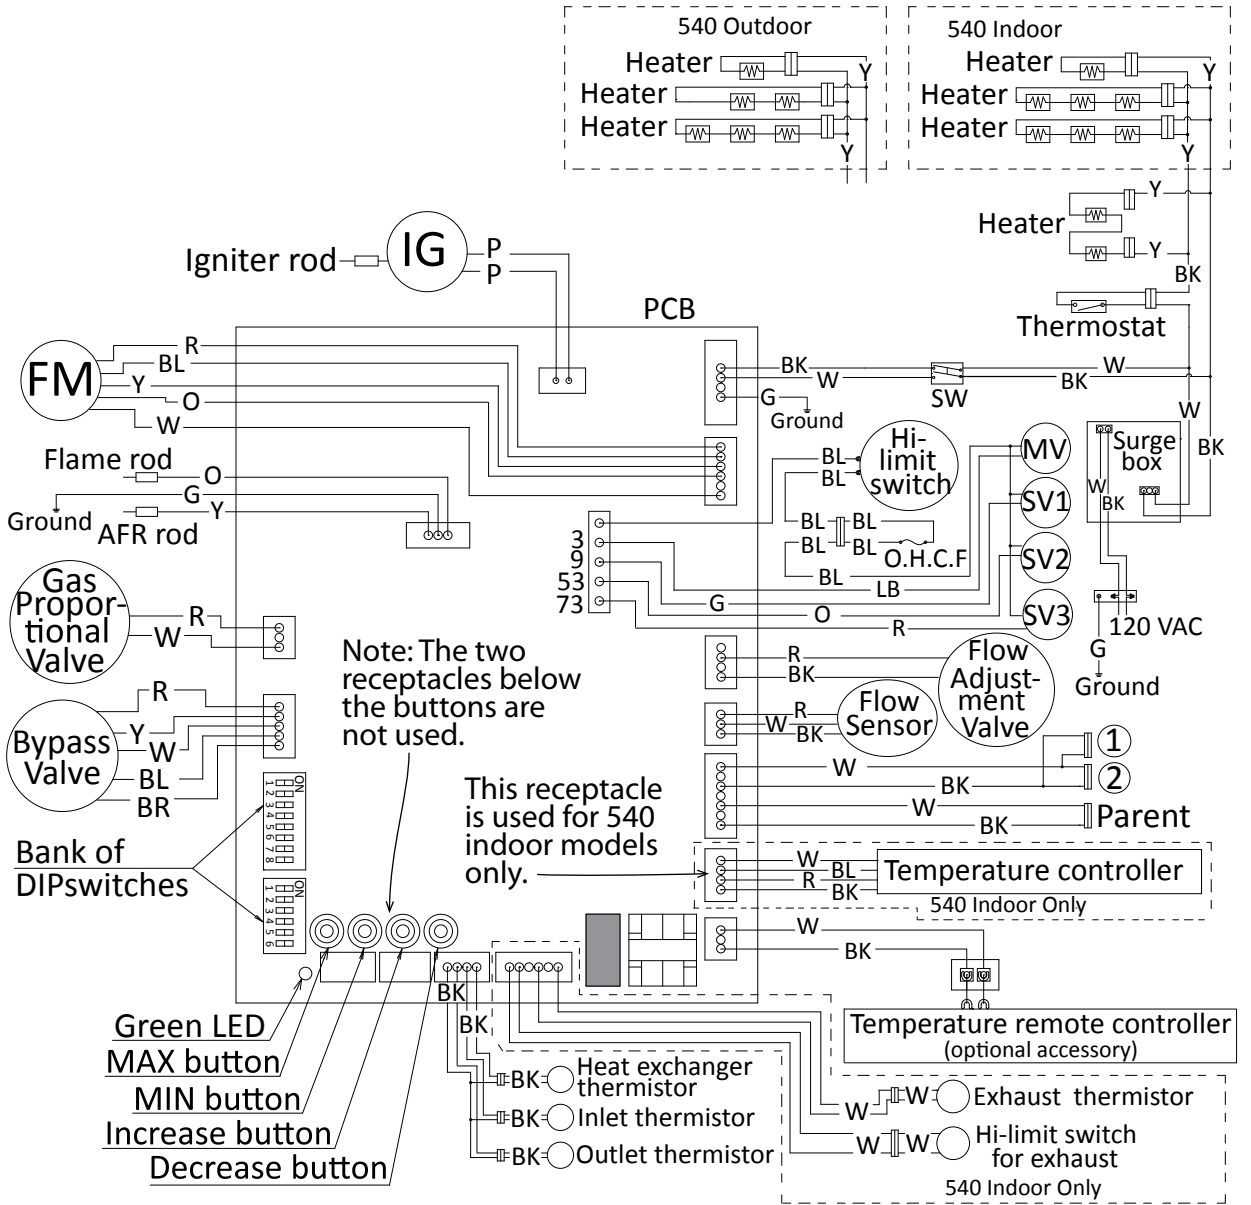 540 Outdoor
Heater
Y
Heater
Heater
Y
540 Indoor
Heater
Y
Heater
Heater
Y
Heater
Y
Y
BK
Thermostat
Igniter rod
IG
P
P
PCB
FM
R
BL
Y
O
W
BK
W
SW
W
BK
G
Ground
W
BK
Flame rod
O
G
Ground
Y
AFR rod
Hi-
limit
switch
BL
BL
BL
BL
BL
BL
O.H.C.F
BL
MV
SV1
SV2
SV3
Surge
box
W
BK
3
9
53
73
LB
G
O
R
120 VAC
G
Ground
Gas
Propor-
tional
Valve
R
W
Bypass
Valve
R
Y
W
BL
BR
Note: The two
receptacles below
the buttons are
not used.
R
BK
Flow
Adjust-
ment
Valve
R
W
BK
Flow
Sensor
W
BK
1
2
W
BK
Parent
This receptacle
is used for 540
indoor models
only.
W
BL
R
BK
Temperature controller
540 Indoor Only
Bank of
DIPswitches
ON
1
2
3
4
5
6
7
8
ON
1
2
3
4
5
6
W
BK
Temperature remote controller
(optional accessory)
Green LED
MAX button
MIN button
Increase button
Decrease button
BK
BK
BK
Heat exchanger
thermistor
BK
Inlet thermistor
BK
Outlet thermistor
W
W
Exhaust thermistor
W
W
Hi-limit switch
for exhaust
540 Indoor Only